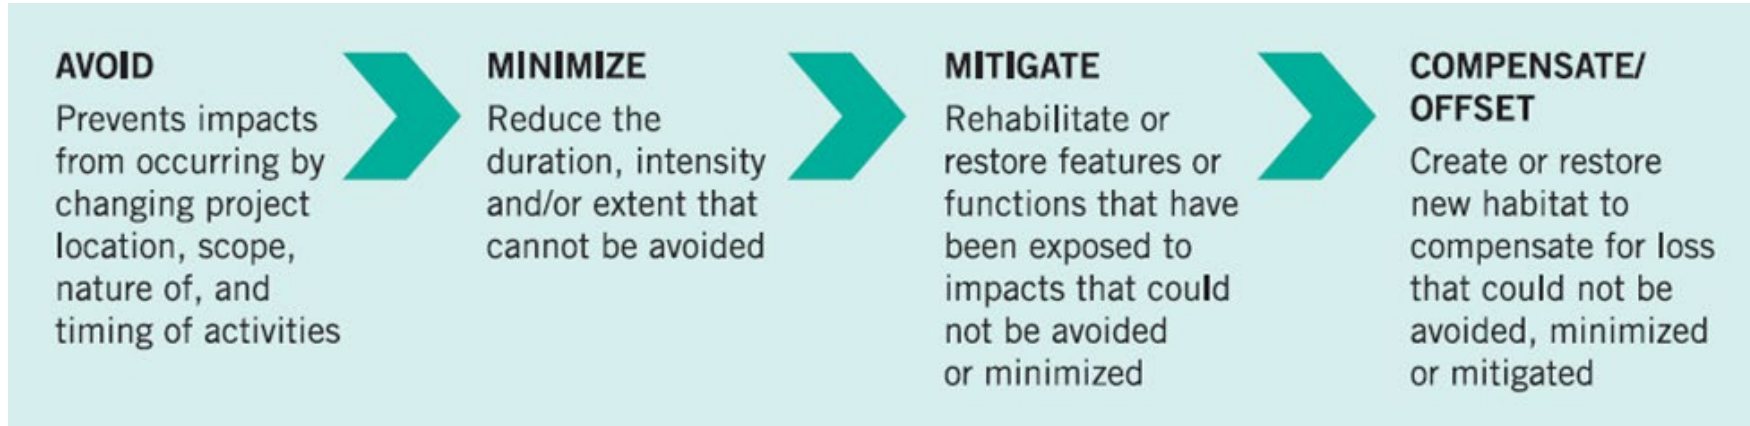 AVOID
Prevents impacts
from occurring by
changing project
location, scope,
nature of, and
timing of activities
MINIMIZE
Reduce the
duration, intensity
and/or extent that
cannot be avoided
MITIGATE
Rehabilitate or
restore features or
functions that have
been exposed to
impacts that could
not be avoided
or minimized
COMPENSATE/
OFFSET
Create or restore
new habitat to
compensate for loss
that could not be
avoided, minimized
or mitigated